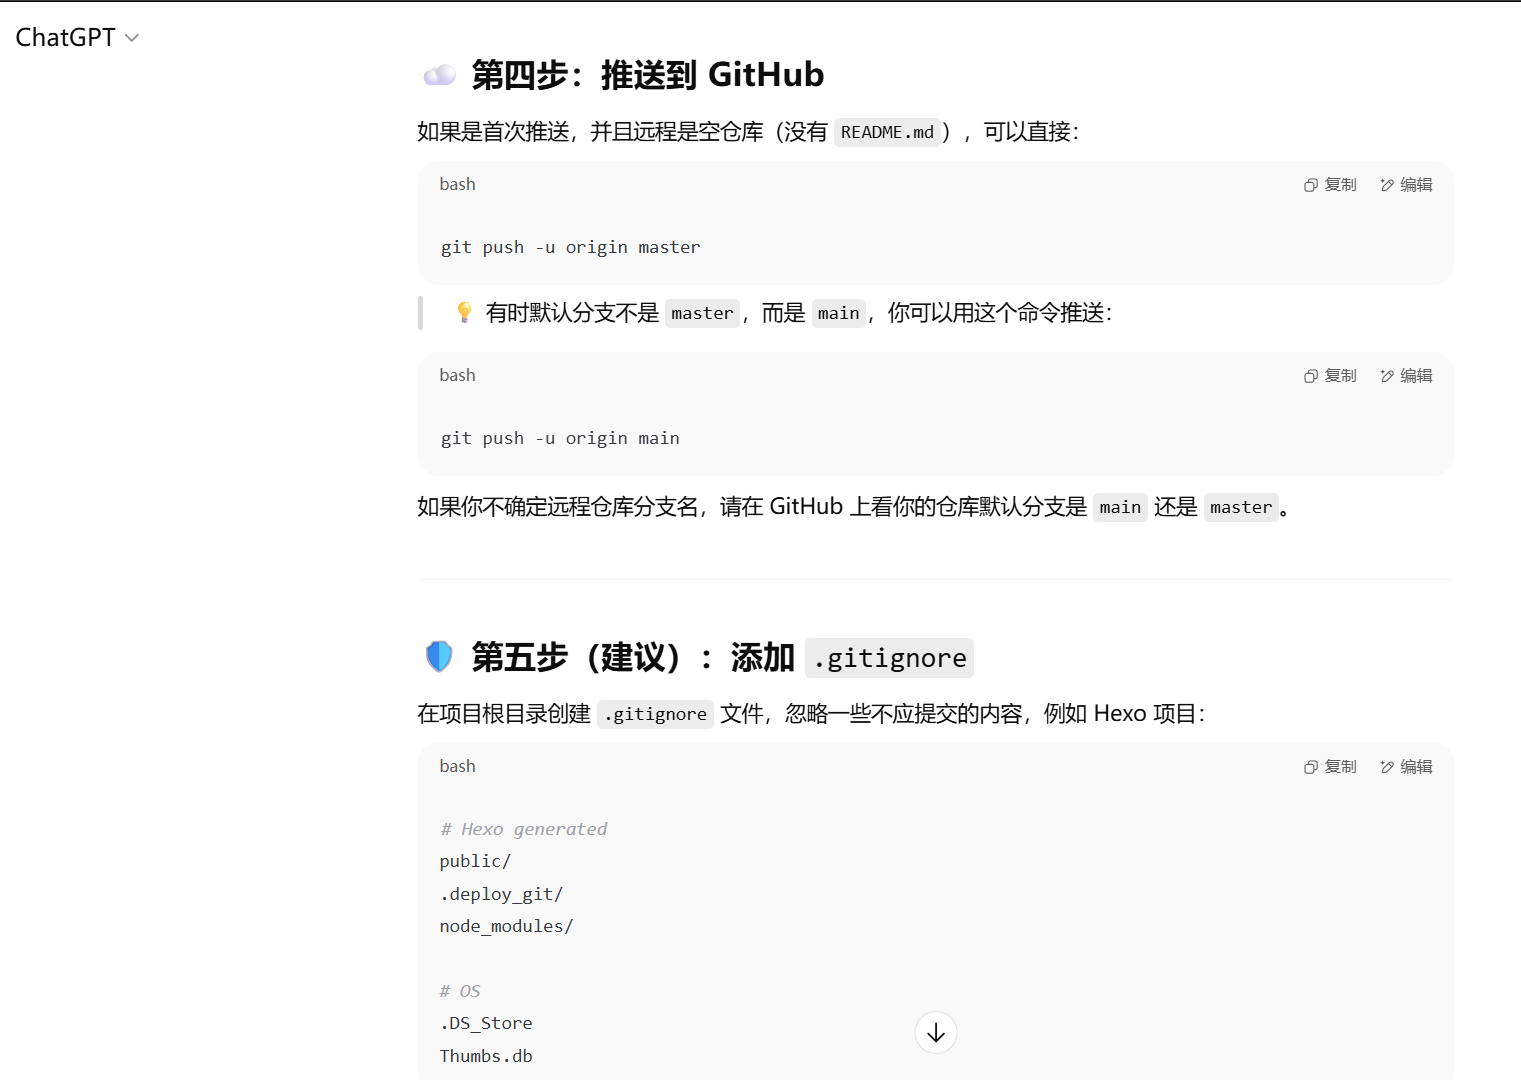 ChatGPT
第四步：推送到 GitHub
如果是首次推送，并且远程是空仓库（没有 README.md），可以直接：
bash
复制 编辑
git push -u origin master
有时默认分支不是 master，而是 main，你可以用这个命令推送：
bash
复制 编辑
git push -u origin main
如果你不确定远程仓库分支名，请在 GitHub 上看你的仓库默认分支是 main 还是 master。
第五步（建议）：添加 .gitignore
在项目根目录创建 .gitignore 文件，忽略一些不应提交的内容，例如 Hexo 项目：
bash
复制 编辑
# Hexo generated
public/
.deploy_git/
node_modules/
# OS
.DS_Store
Thumbs.db